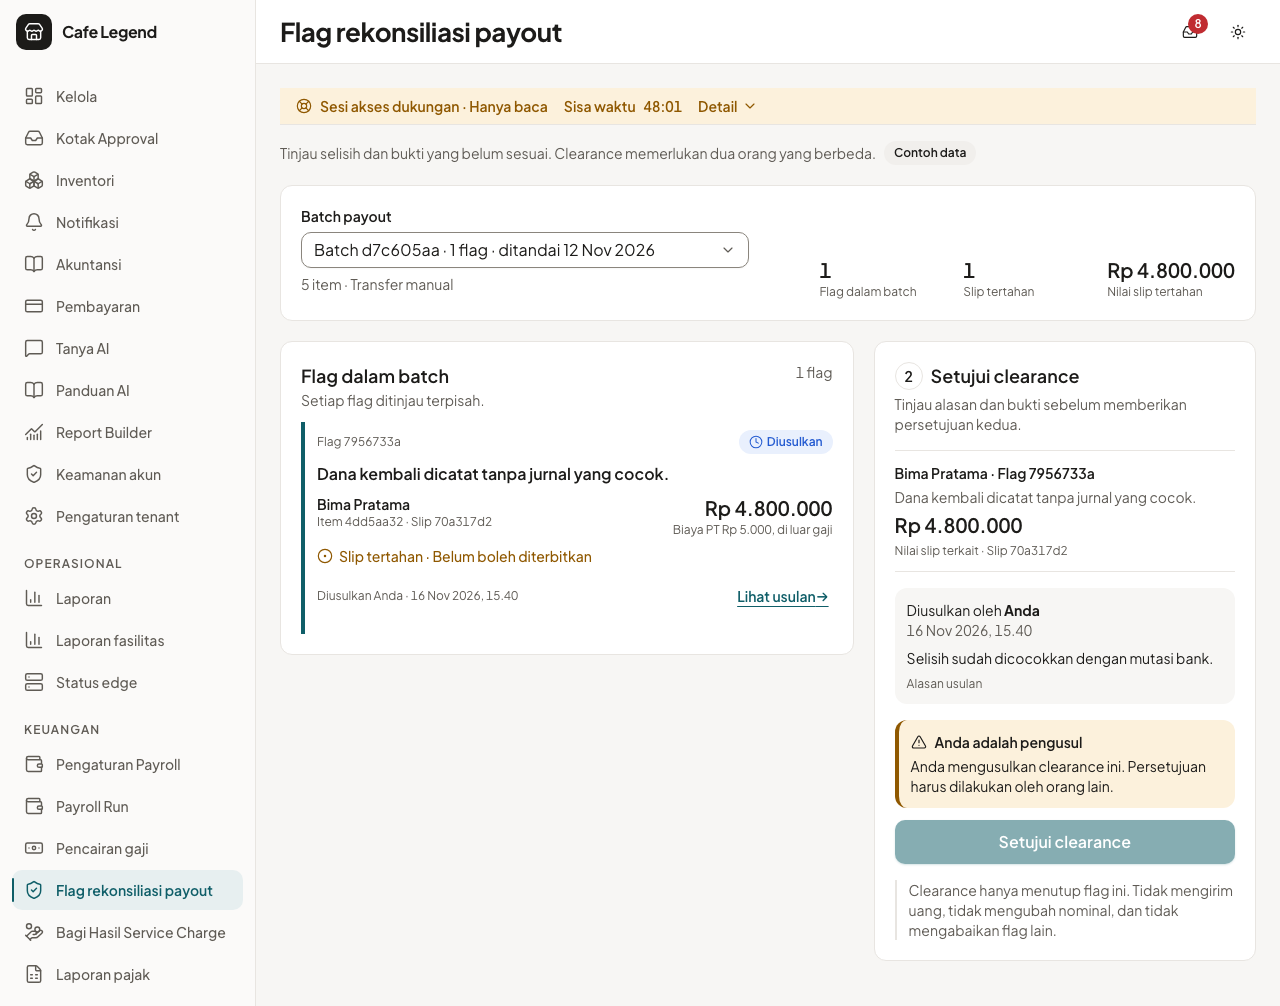 Cafe Legend
Kelola
Kotak Approval
Inventori
Notifikasi
Akuntansi
Pembayaran
Tanya AI
Panduan AI
Report Builder
Keamanan akun
Pengaturan tenant
OPERASIONAL
Laporan
Laporan fasilitas
Status edge
KEUANGAN
Pengaturan Payroll
Payroll Run
Pencairan gaji
Flag rekonsiliasi payout
Bagi Hasil Service Charge
Laporan pajak
Flag rekonsiliasi payout
8
Sesi akses dukungan · Hanya baca Sisa waktu 48:01 Detail
Tinjau selisih dan bukti yang belum sesuai. Clearance memerlukan dua orang yang berbeda. Contoh data
Batch payout
Batch d7c605aa · 1 flag · ditandai 12 Nov 2026
5 item · Transfer manual
1
Flag dalam batch
1
Slip tertahan
Rp 4.800.000
Nilai slip tertahan
Flag dalam batch
1 flag
Setiap flag ditinjau terpisah.
Flag 7956733a
Diusulkan
Dana kembali dicatat tanpa jurnal yang cocok.
Bima Pratama
Item 4dd5aa32 · Slip 70a317d2
Rp 4.800.000
Biaya PT Rp 5.000, di luar gaji
Slip tertahan · Belum boleh diterbitkan
Diusulkan Anda · 16 Nov 2026, 15.40
Lihat usulan→
2 Setujui clearance
Tinjau alasan dan bukti sebelum memberikan
persetujuan kedua.
Bima Pratama · Flag 7956733a
Dana kembali dicatat tanpa jurnal yang cocok.
Rp 4.800.000
Nilai slip terkait · Slip 70a317d2
Diusulkan oleh Anda
16 Nov 2026, 15.40
Selisih sudah dicocokkan dengan mutasi bank.
Alasan usulan
Anda adalah pengusul
Anda mengusulkan clearance ini. Persetujuan
harus dilakukan oleh orang lain.
Setujui clearance
Clearance hanya menutup flag ini. Tidak mengirim
uang, tidak mengubah nominal, dan tidak
mengabaikan flag lain.